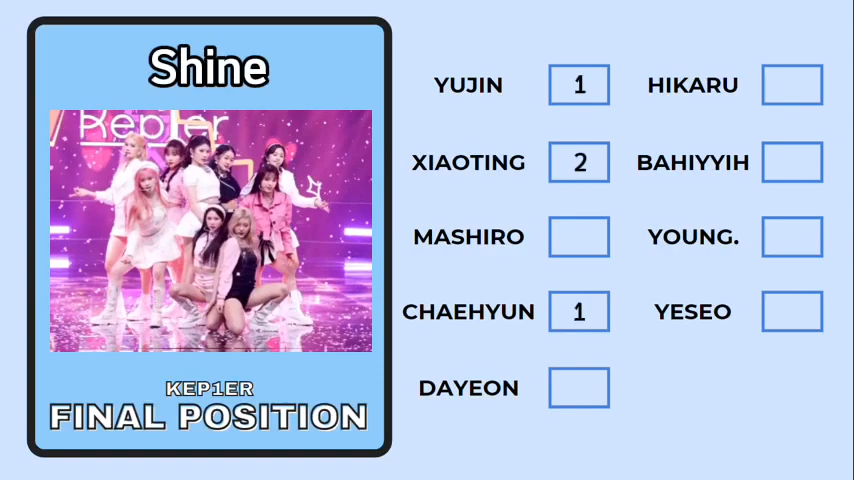 Shine
Kep1er
KEP1ER
FINAL POSITION
YUJIN 1
XIAOTING 2
MASHIRO
CHAEHYUN 1
DAYEON
HIKARU
BAHIYYIH
YOUNG.
YESEO